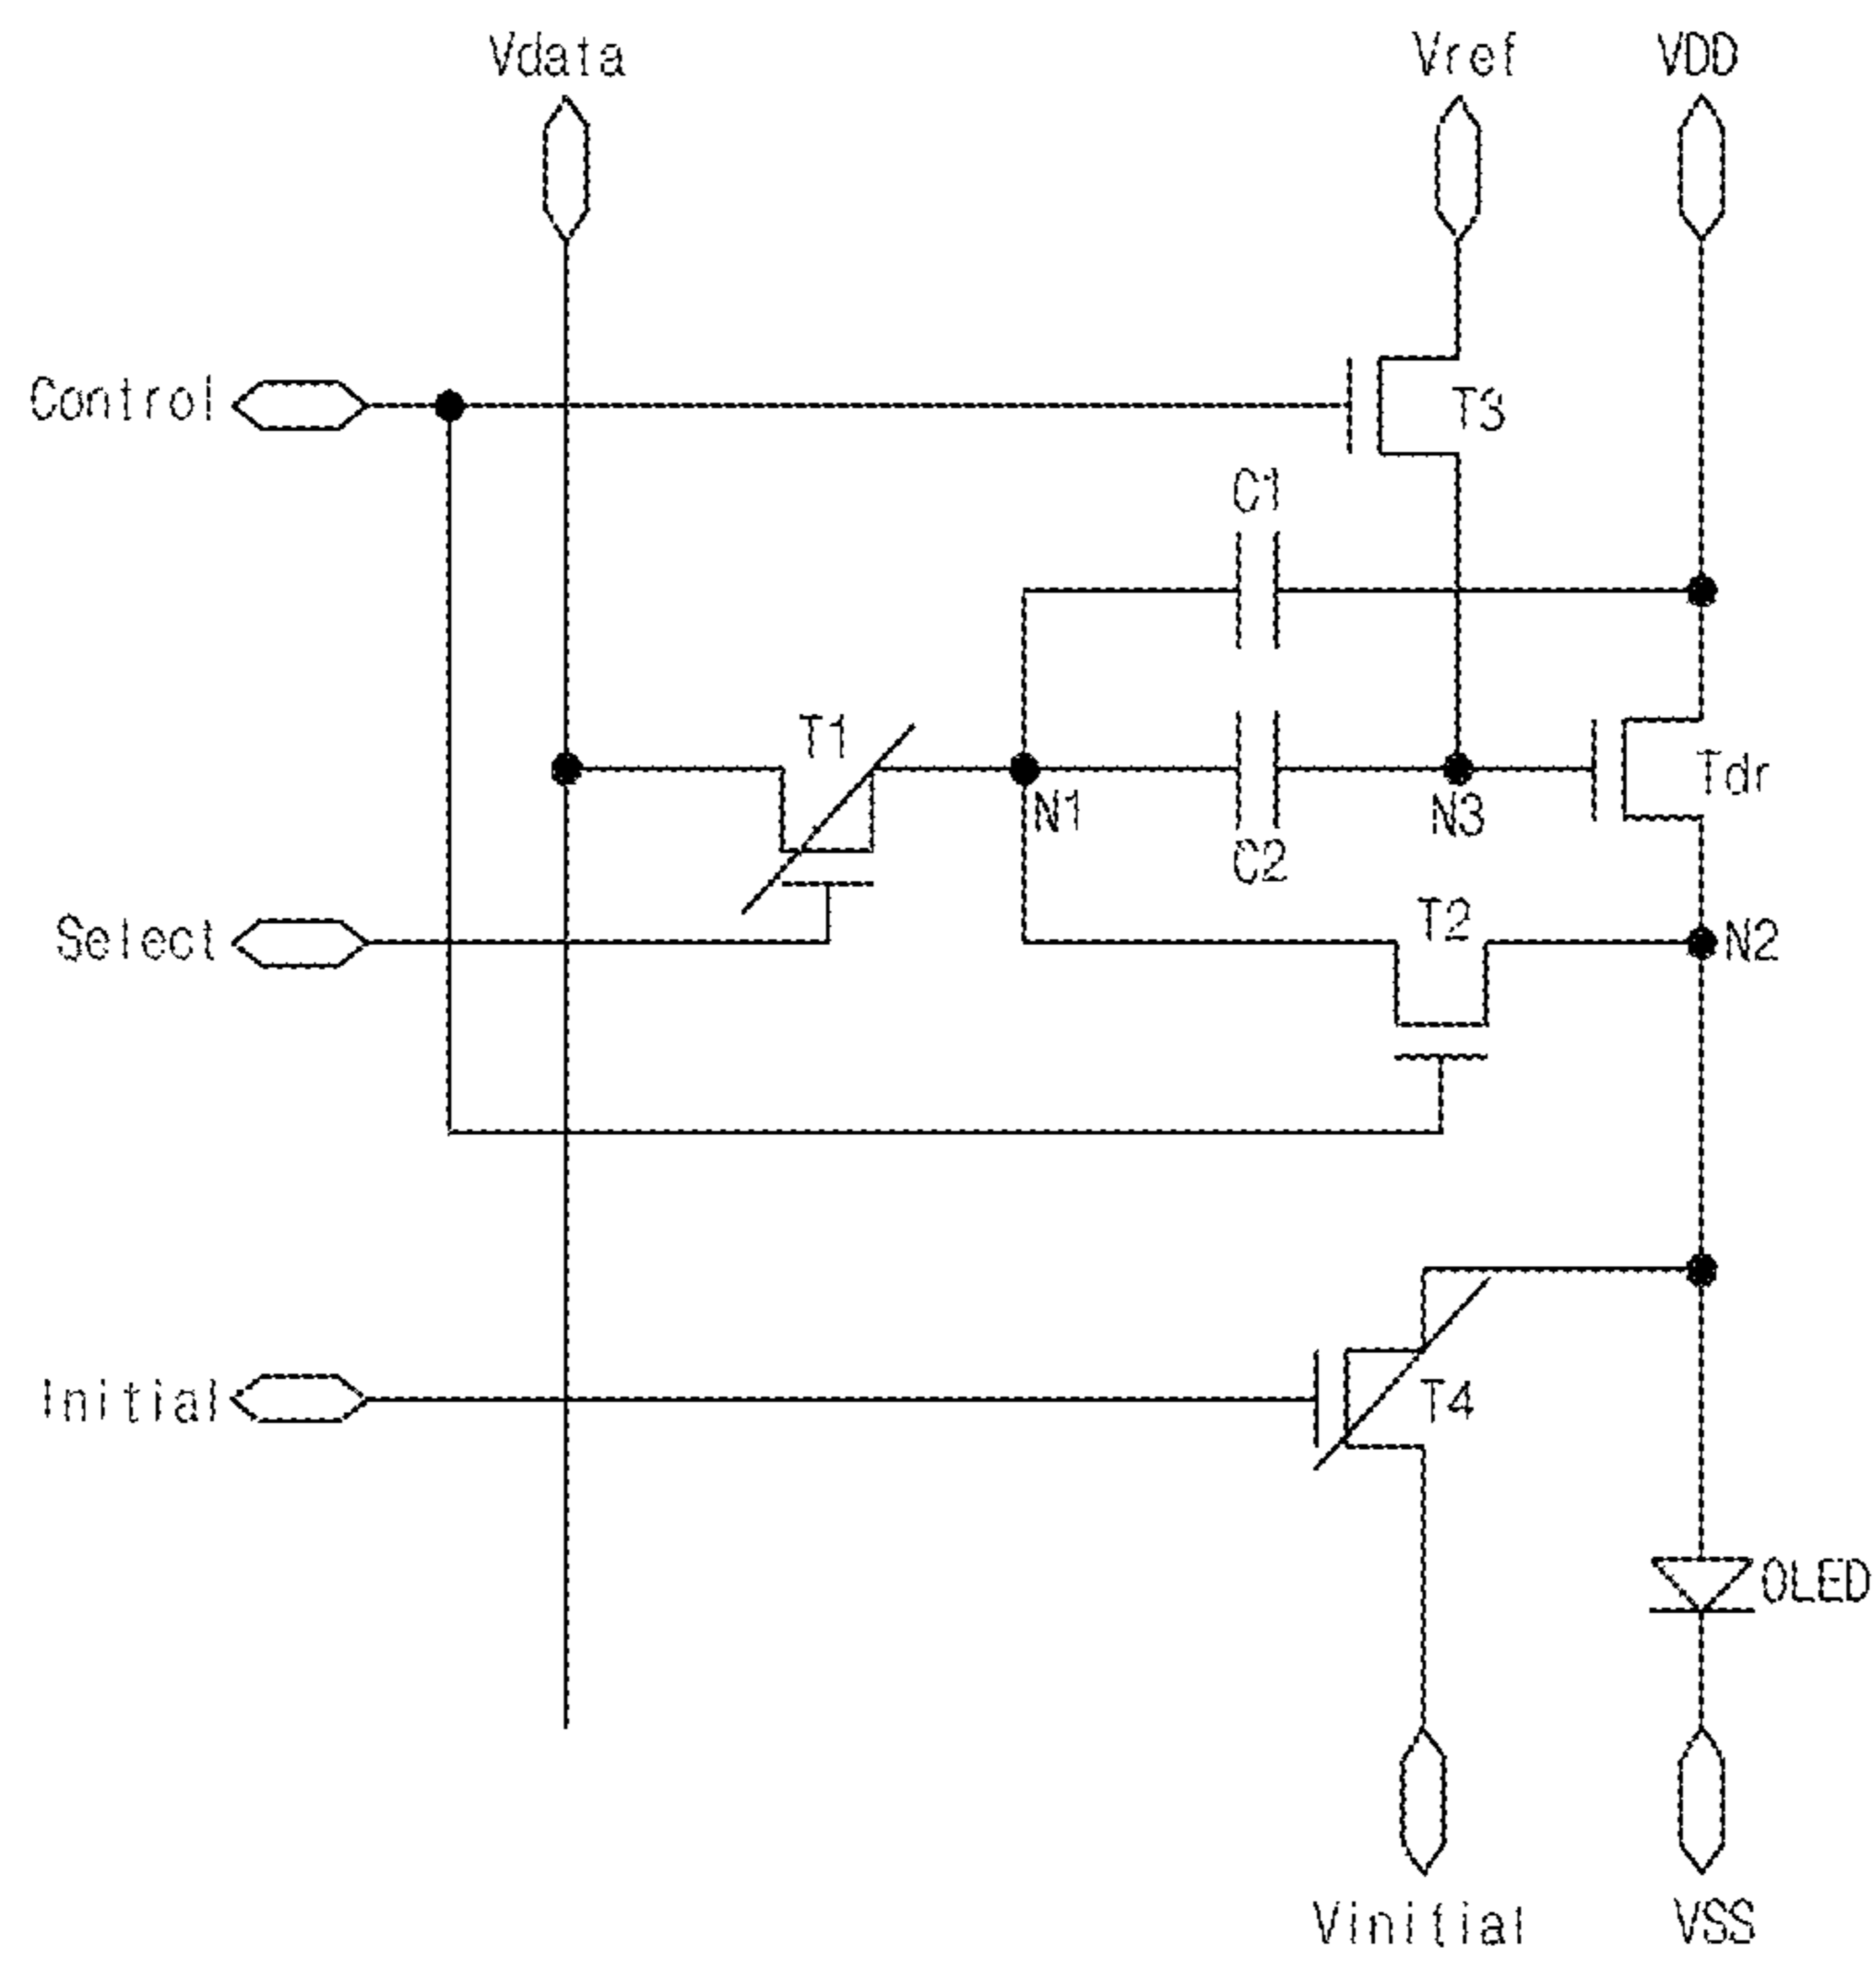 Vdata
Vref
VDD
Control
T3
C1
T1
N1
N3
Tdr
C2
T2
Select
N2
Initial
T4
OLED
Vinitial
VSS